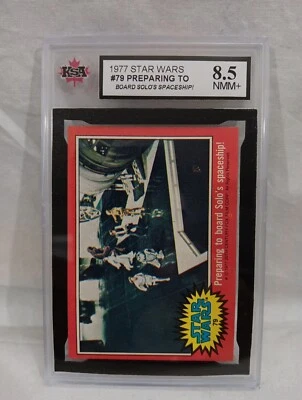 KSA
1977 STAR WARS
#79 PREPARING TO
BOARD SOLO'S SPACESHIP!
8.5
NMM+
Preparing to board Solo's spaceship!
STAR
WARS
79